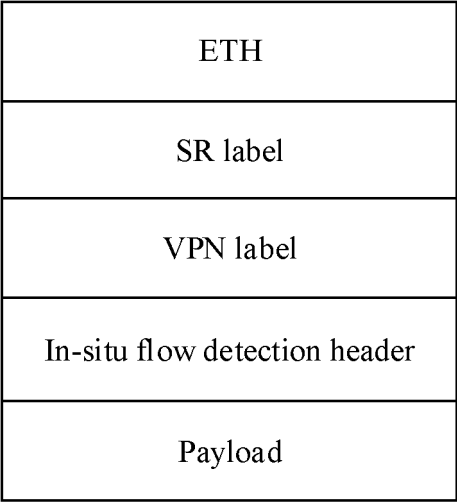 ETH
SR label
VPN label
In-situ flow detection header
Payload